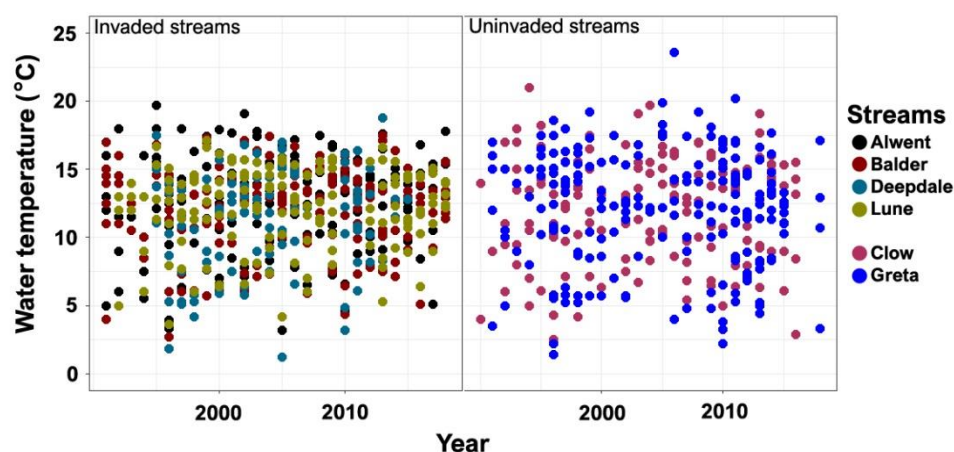 Invaded streams
Uninvaded streams
25
20
15
10
5
0
Water temperature (°C)
2000
2010
2000
2010
Year
Streams
Alwent
Balder
Deepdale
Lune
Clow
Greta